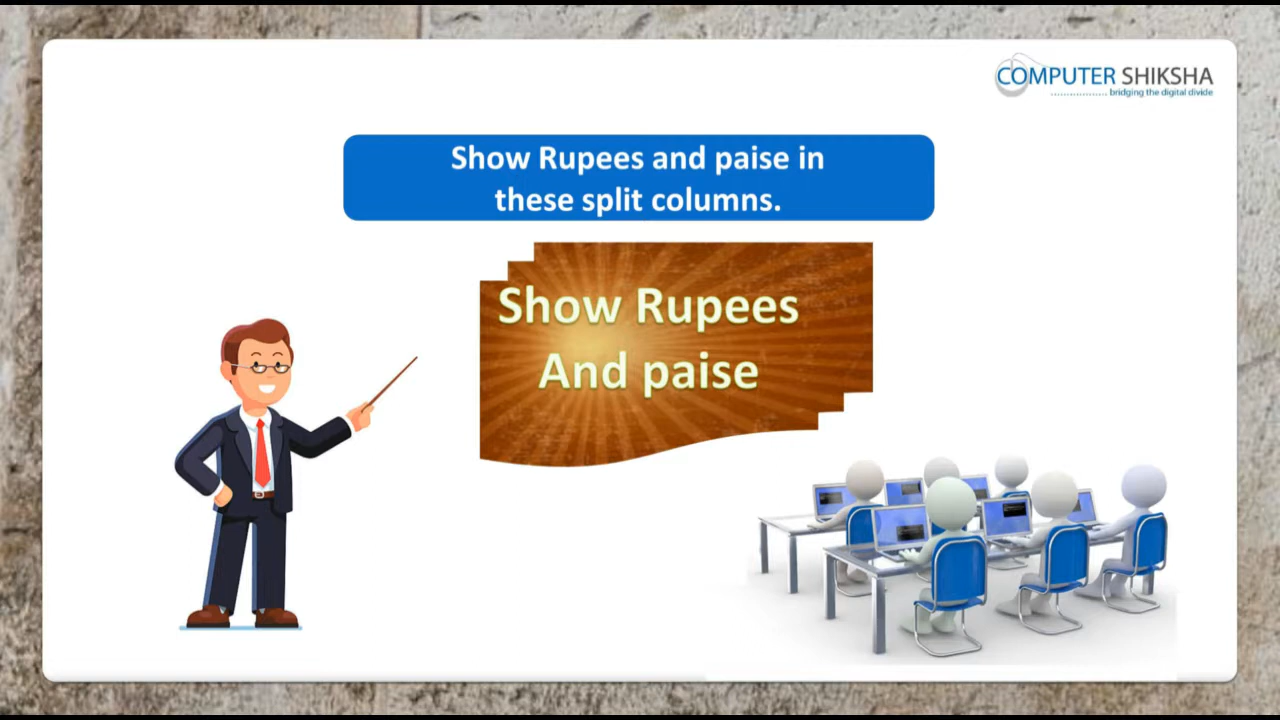 COMPUTER SHIKSHA
bridging the digital divide
Show Rupees and paise in
these split columns.
Show Rupees
And paise